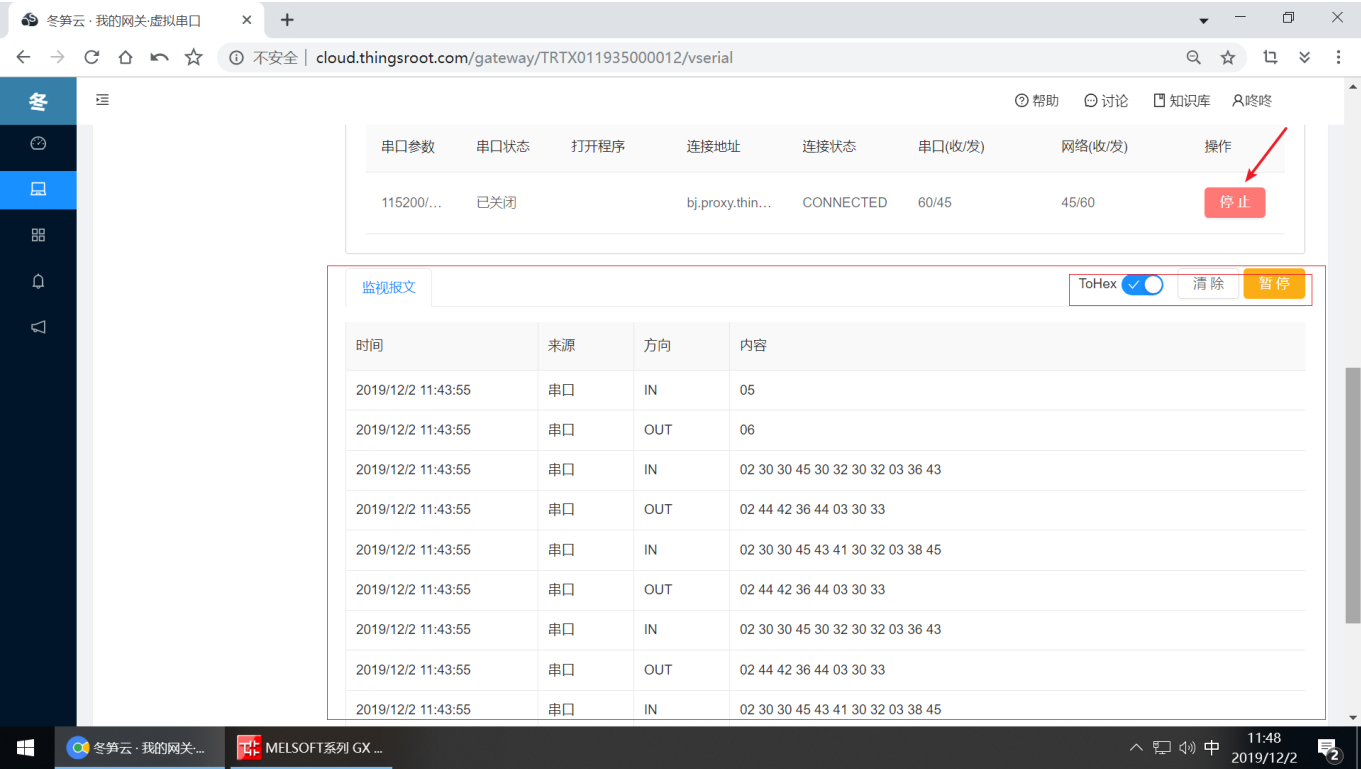 冬笋云 · 我的网关·虚拟串口
不安全 | cloud.thingsroot.com/gateway/TRTX011935000012/vserial
冬 帮助 讨论 知识库 咚咚
串口参数 串口状态 打开程序 连接地址 连接状态 串口(收/发) 网络(收/发) 操作
115200/... 已关闭 bj.proxy.thin... CONNECTED 60/45 45/60 停 止
监视报文 ToHex 清 除 暂 停
时间 来源 方向 内容
2019/12/2 11:43:55 串口 IN 05
2019/12/2 11:43:55 串口 OUT 06
2019/12/2 11:43:55 串口 IN 02 30 30 45 30 32 30 32 03 36 43
2019/12/2 11:43:55 串口 OUT 02 44 42 36 44 03 30 33
2019/12/2 11:43:55 串口 IN 02 30 30 45 43 41 30 32 03 38 45
2019/12/2 11:43:55 串口 OUT 02 44 42 36 44 03 30 33
2019/12/2 11:43:55 串口 IN 02 30 30 45 30 32 30 32 03 36 43
2019/12/2 11:43:55 串口 OUT 02 44 42 36 44 03 30 33
2019/12/2 11:43:55 串口 IN 02 30 30 45 43 41 30 32 03 38 45
冬笋云 · 我的网关·... MELSOFT系列 GX ... 中 11:48
2019/12/2 2